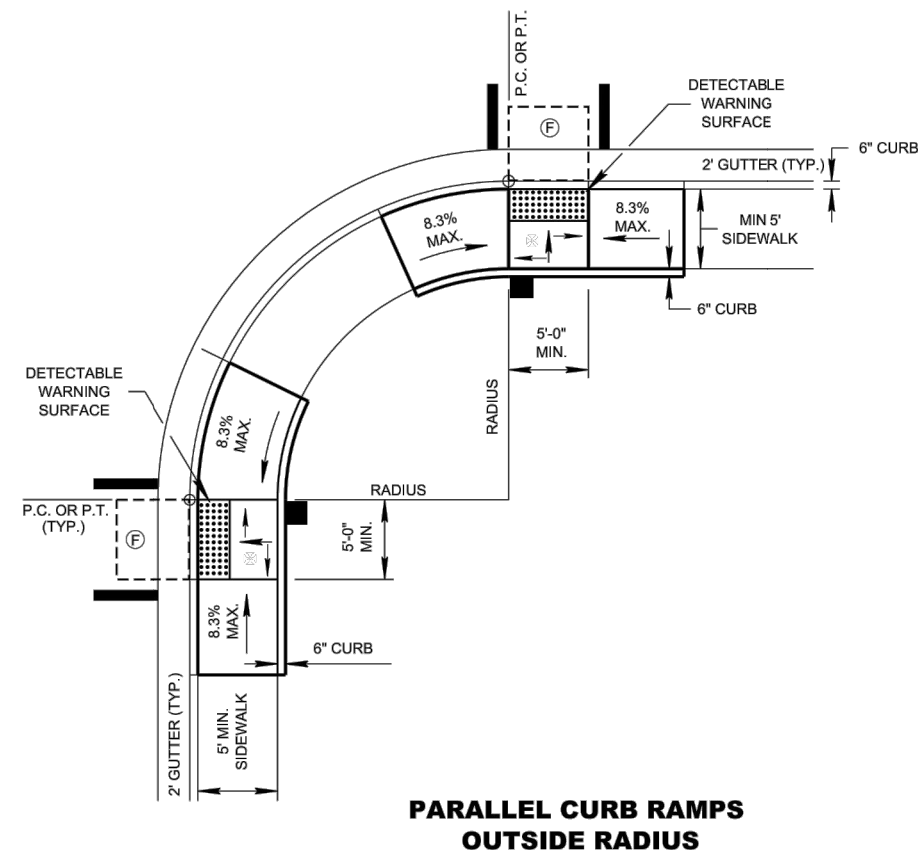 P.C. OR P.T.
DETECTABLE
WARNING
SURFACE
F
6" CURB
2' GUTTER (TYP.)
8.3%
MAX.
8.3%
MAX.
MIN 5'
SIDEWALK
6" CURB
5'-0"
MIN.
DETECTABLE
WARNING
SURFACE
RADIUS
8.3%
MAX.
RADIUS
P.C. OR P.T.
(TYP.)
F
5'-0"
MIN.
8.3%
MAX.
6" CURB
2' GUTTER (TYP.)
5' MIN.
SIDEWALK
PARALLEL CURB RAMPS
OUTSIDE RADIUS